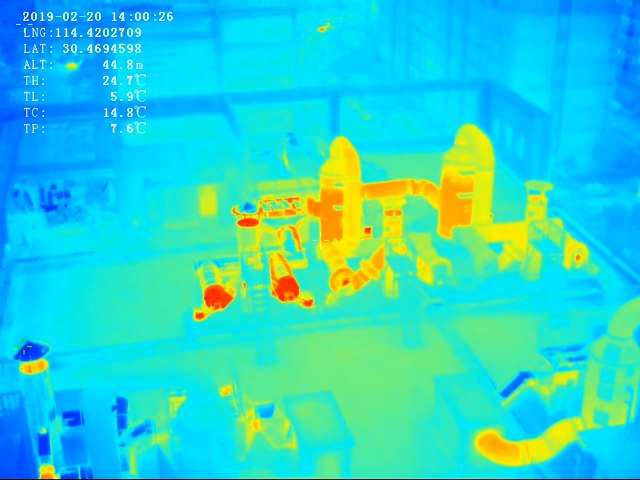 2019-02-20 14:00:26
LNG:114.4202709
LAT: 30.4694598
ALT: 44.8m
TH: 24.7℃
TL: 5.9℃
TC: 14.8℃
TP: 7.6℃